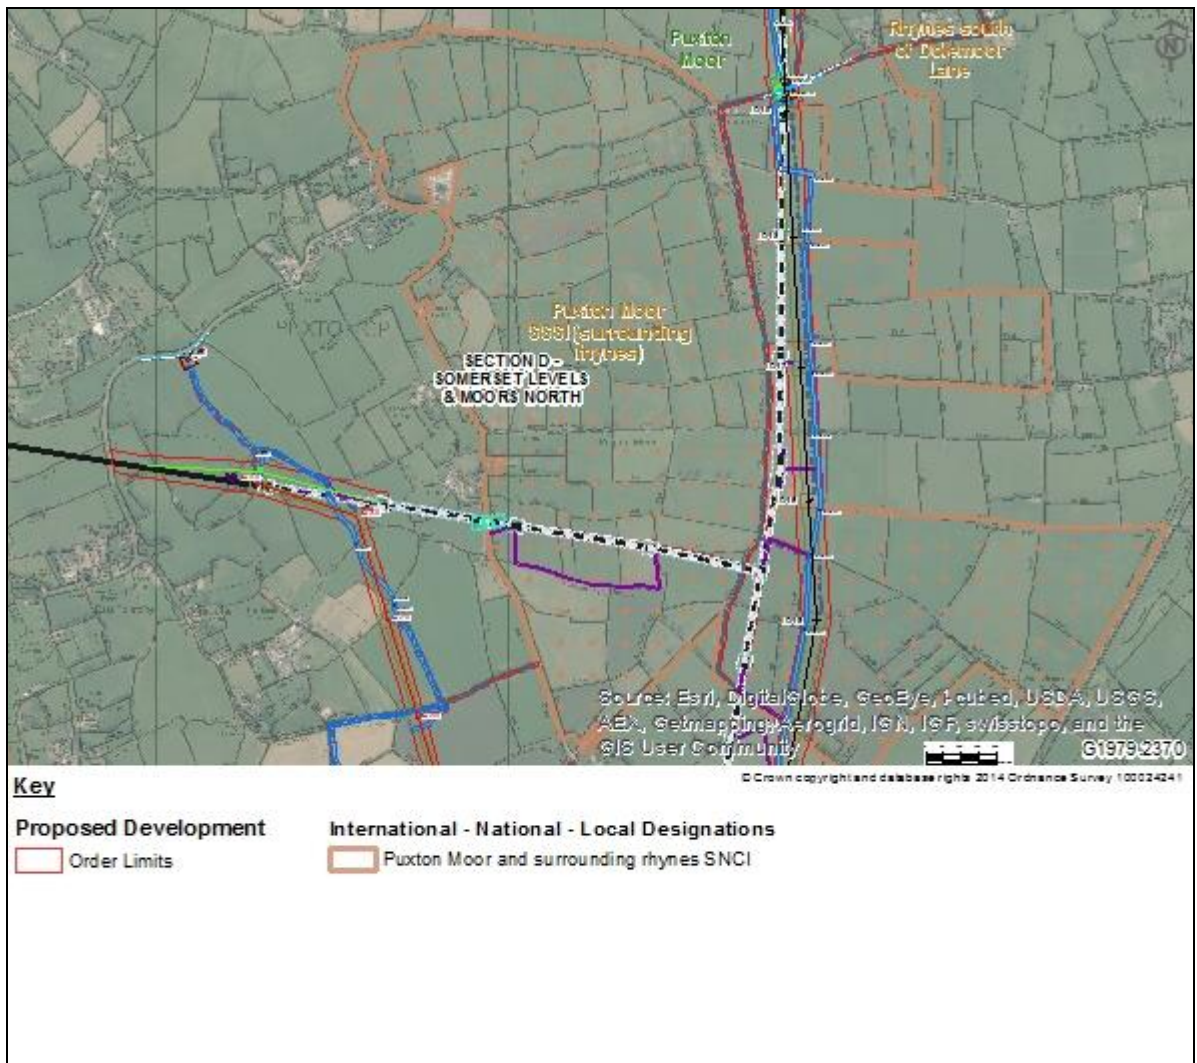 Puxton
Moor
Rhynes south
of Dolemoor
Lane
Puxton Moor
SSSI (surrounding
rhynes)
SECTION D –
SOMERSET LEVELS
& MOORS NORTH
Source: Esri, DigitalGlobe, GeoEye, i-cubed, USDA, USGS,
AEX, Getmapping, Aerogrid, IGN, IGP, swisstopo, and the
GIS User Community
G1979.2370
© Crown copyright and database rights 2014 Ordnance Survey 100024241
Key
Proposed Development
Order Limits
International - National - Local Designations
Puxton Moor and surrounding rhynes SNCI